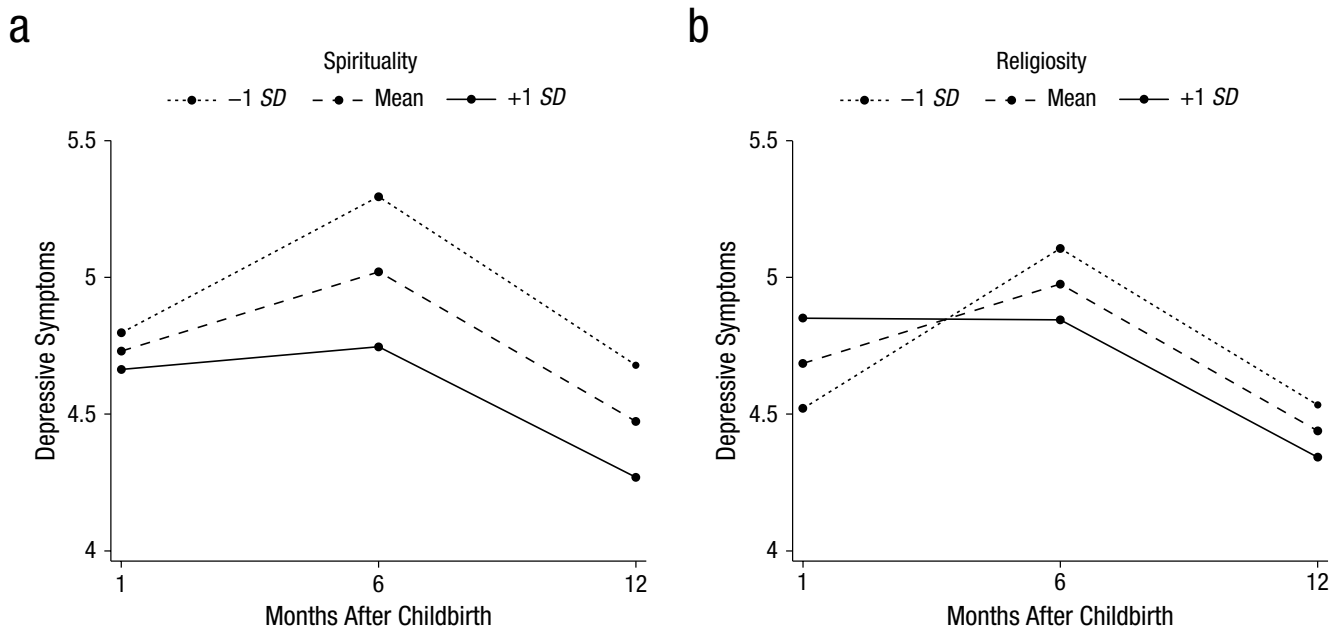 a
Spirituality
−1 SD Mean +1 SD
5.5
5
4.5
4
Depressive Symptoms
1 6 12
Months After Childbirth
b
Religiosity
−1 SD Mean +1 SD
5.5
5
4.5
4
Depressive Symptoms
1 6 12
Months After Childbirth